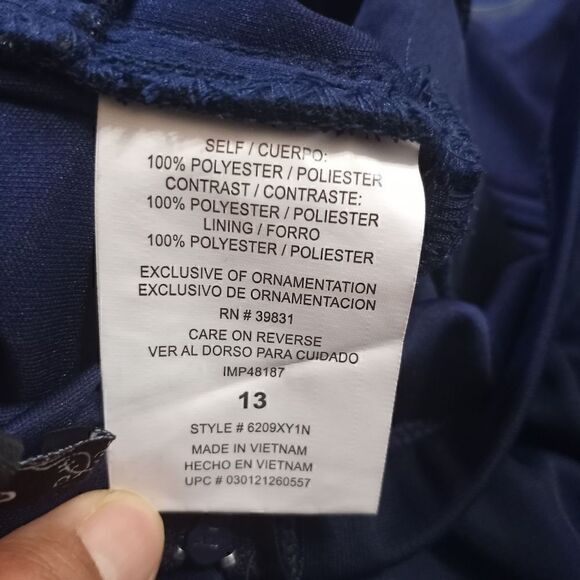 SELF / CUERPO:
100% POLYESTER / POLIESTER
CONTRAST / CONTRASTE:
100% POLYESTER / POLIESTER
LINING / FORRO
100% POLYESTER / POLIESTER
EXCLUSIVE OF ORNAMENTATION
EXCLUSIVO DE ORNAMENTACION
RN # 39831
CARE ON REVERSE
VER AL DORSO PARA CUIDADO
IMP48187
13
STYLE # 6209XY1N
MADE IN VIETNAM
HECHO EN VIETNAM
UPC # 030121260557